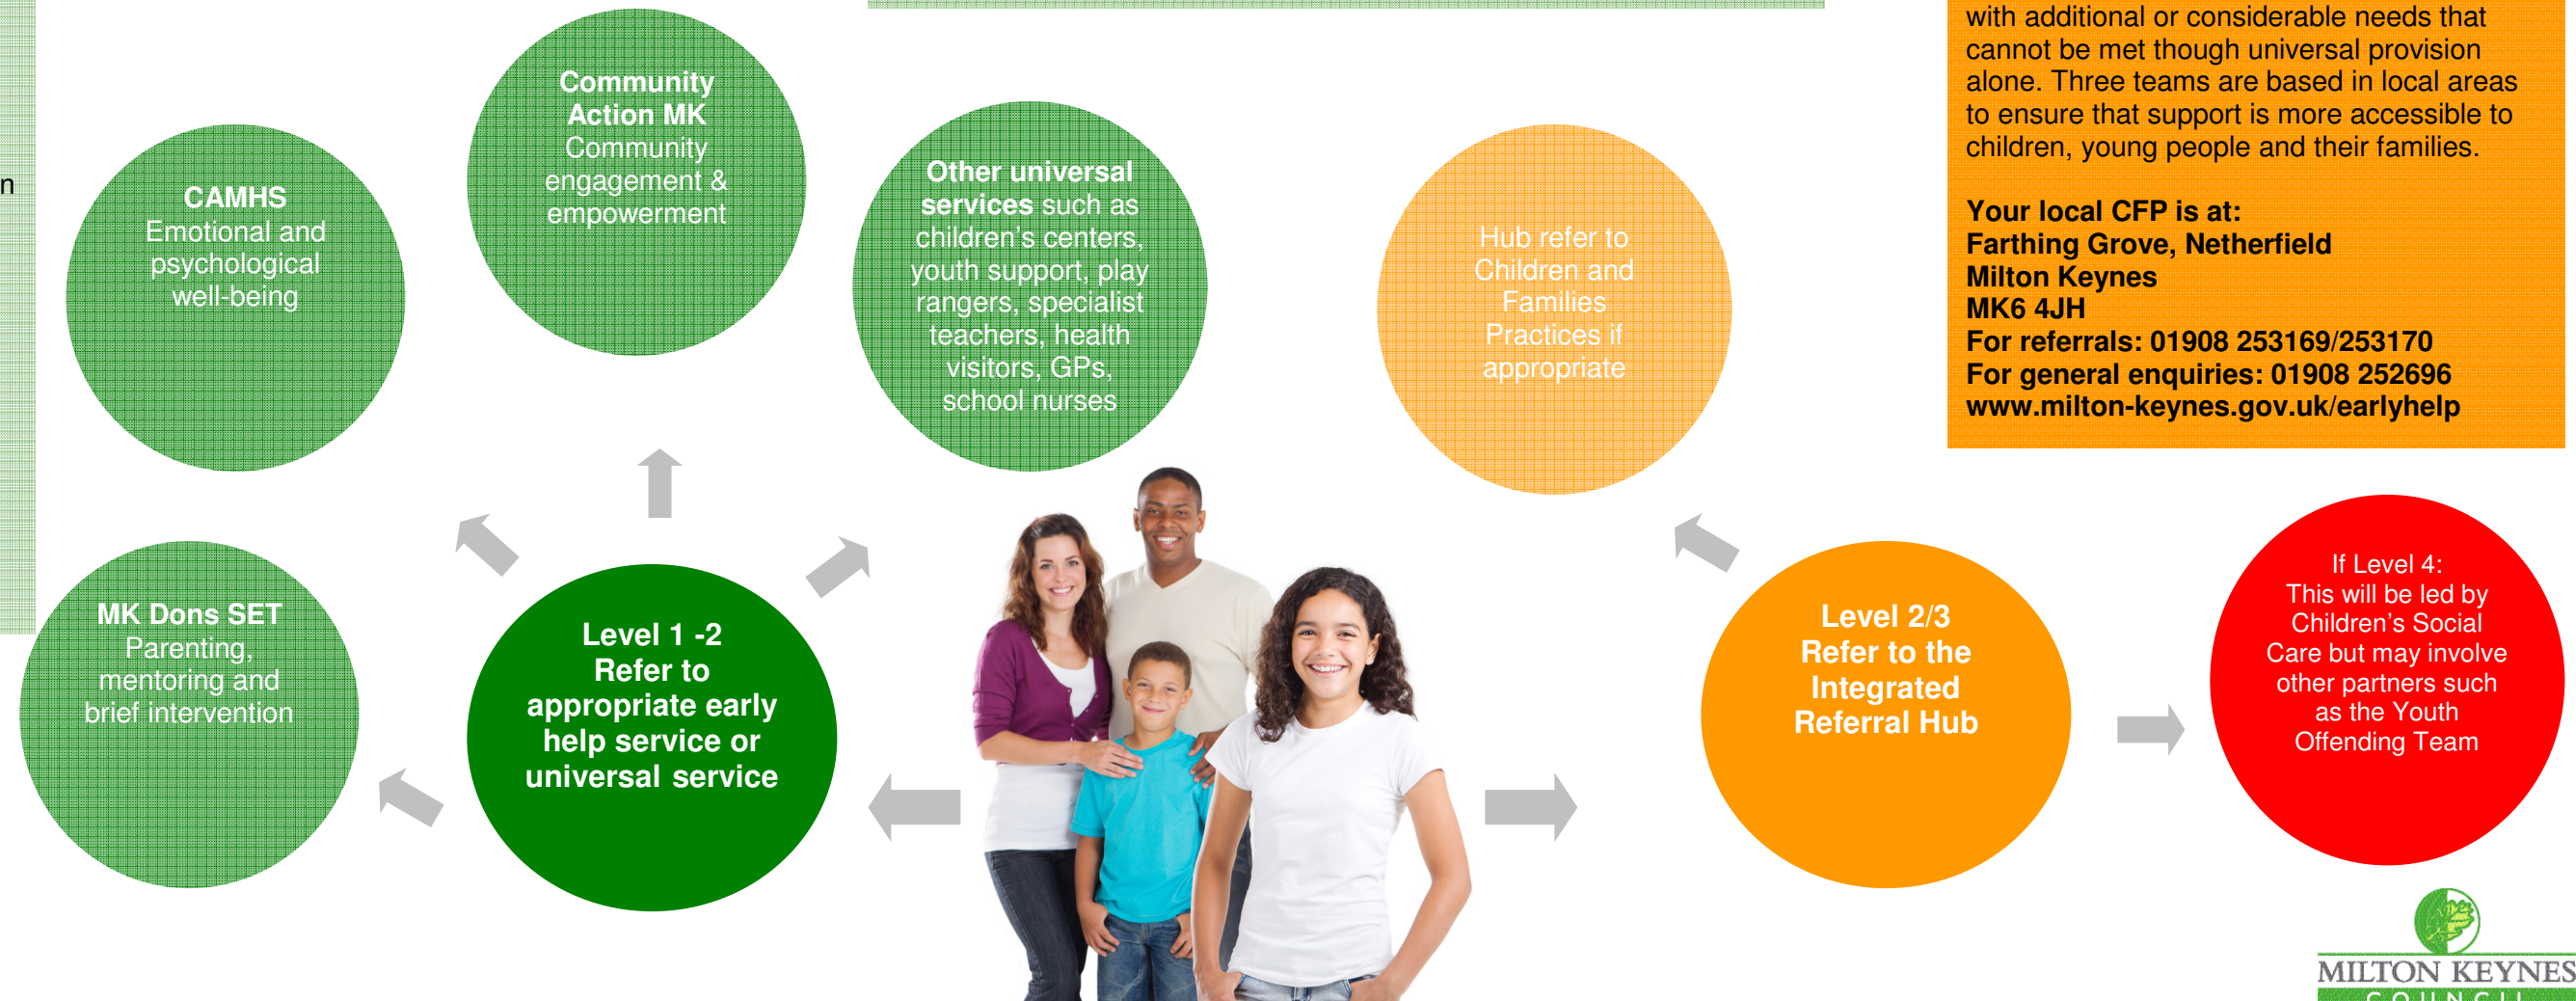 with additional or considerable needs that
cannot be met though universal provision
alone. Three teams are based in local areas
to ensure that support is more accessible to
children, young people and their families.
Your local CFP is at:
Farthing Grove, Netherfield
Milton Keynes
MK6 4JH
For referrals: 01908 253169/253170
For general enquiries: 01908 252696
www.milton-keynes.gov.uk/earlyhelp
n
CAMHS
Emotional and
psychological
well-being
Community
Action MK
Community
engagement &
empowerment
Other universal
services such as
children's centers,
youth support, play
rangers, specialist
teachers, health
visitors, GPs,
school nurses
Hub refer to
Children and
Families
Practices if
appropriate
MK Dons SET
Parenting,
mentoring and
brief intervention
Level 1 -2
Refer to
appropriate early
help service or
universal service
Level 2/3
Refer to the
Integrated
Referral Hub
If Level 4:
This will be led by
Children's Social
Care but may involve
other partners such
as the Youth
Offending Team
MILTON KEYNES
COUNCIL